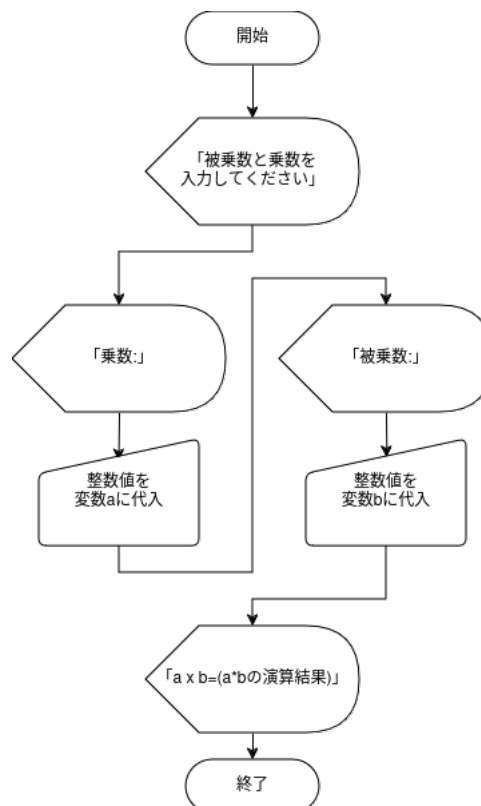 開始
「被乗数と乗数を
入力してください」
「乗数:」
整数値を
変数aに代入
「被乗数:」
整数値を
変数bに代入
「a x b=(a*bの演算結果)」
終了